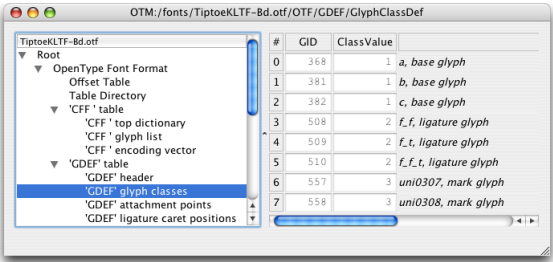 OTM:/fonts/TiptoeKLTF-Bd.otf/OTF/GDEF/GlyphClassDef
TiptoeKLTF-Bd.otf
Root
OpenType Font Format
Offset Table
Table Directory
'CFF ' table
'CFF ' top dictionary
'CFF ' glyph list
'CFF ' encoding vector
'GDEF' table
'GDEF' header
'GDEF' glyph classes
'GDEF' attachment points
'GDEF' ligature caret positions
# GID ClassValue
0 368 1 a, base glyph
1 381 1 b, base glyph
2 382 1 c, base glyph
3 508 2 f_f, ligature glyph
4 509 2 f_t, ligature glyph
5 510 2 f_f_t, ligature glyph
6 557 3 uni0307, mark glyph
7 558 3 uni0308, mark glyph